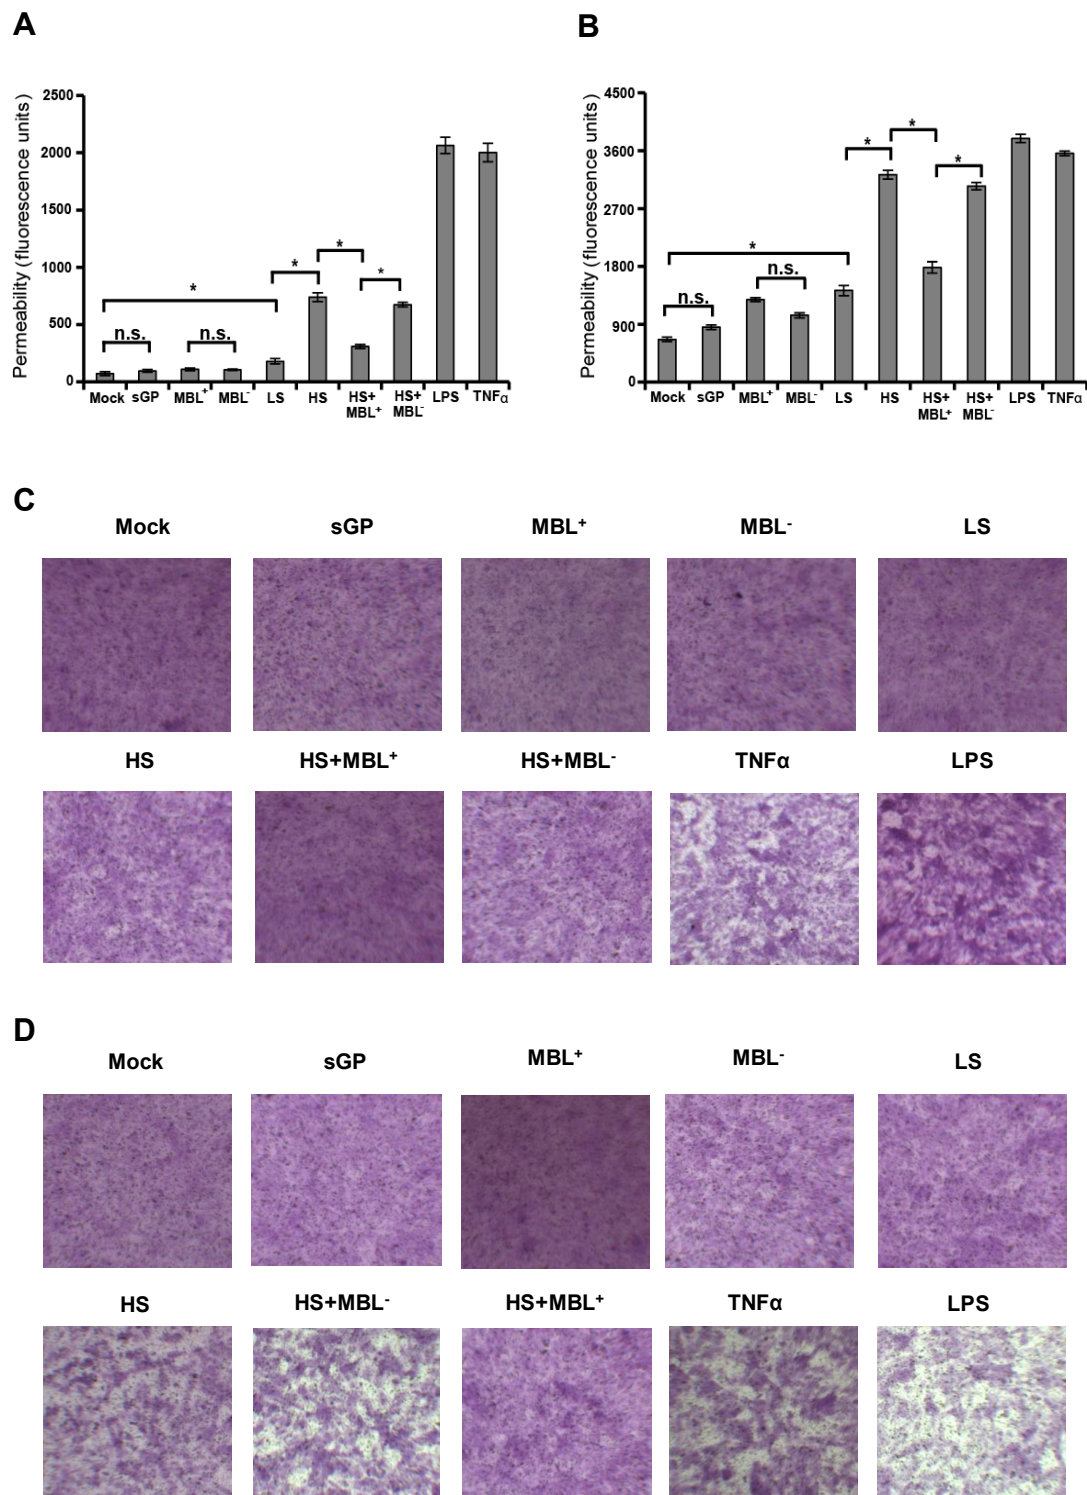 A
B
Permeability (fluorescence units)
2500
2000
1500
1000
500
0
*
*
*
*
n.s.
n.s.
Mock
sGP
MBL⁺
MBL⁻
LS
HS
HS+
MBL⁺
HS+
MBL⁻
LPS
TNFα
Permeability (fluorescence units)
4500
3600
2700
1800
900
0
*
*
*
*
n.s.
n.s.
Mock
sGP
MBL⁺
MBL⁻
LS
HS
HS+
MBL⁺
HS+
MBL⁻
LPS
TNFα
C
Mock sGP MBL⁺ MBL⁻ LS
HS HS+MBL⁺ HS+MBL⁻ TNFα LPS
D
Mock sGP MBL⁺ MBL⁻ LS
HS HS+MBL⁻ HS+MBL⁺ TNFα LPS